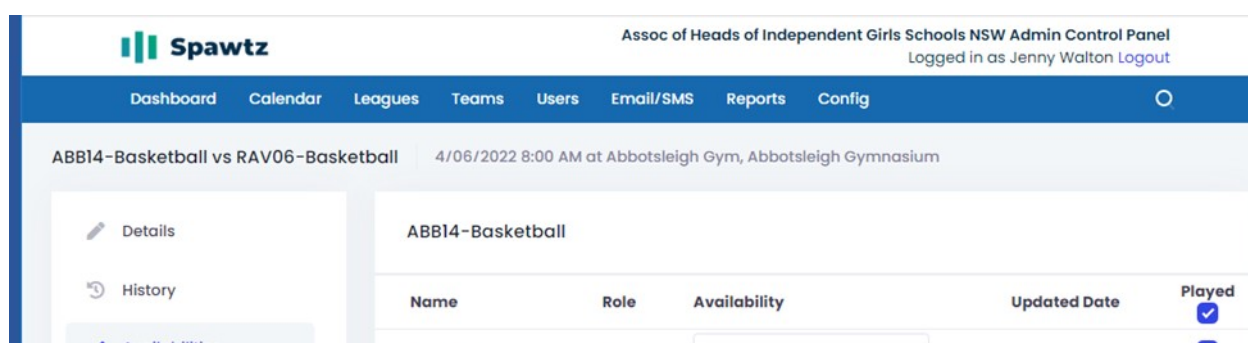 Spawtz
Assoc of Heads of Independent Girls Schools NSW Admin Control Panel
Logged in as Jenny Walton Logout
Dashboard Calendar Leagues Teams Users Email/SMS Reports Config
ABB14-Basketball vs RAV06-Basketball 4/06/2022 8:00 AM at Abbotsleigh Gym, Abbotsleigh Gymnasium
Details
History
ABB14-Basketball
Name Role Availability Updated Date Played